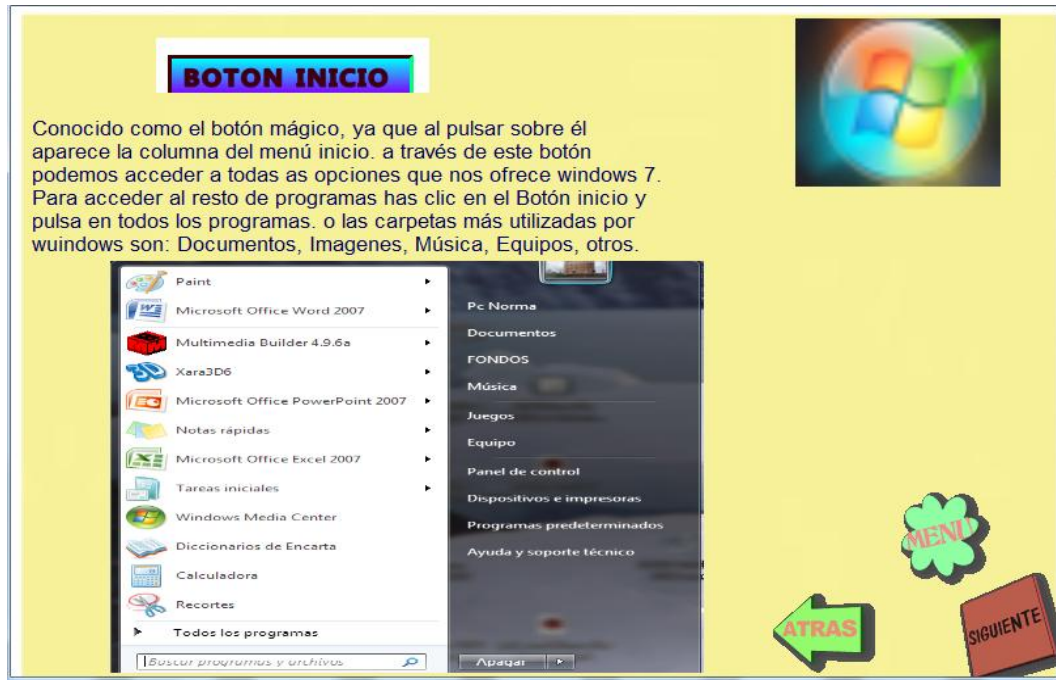 BOTON INICIO
Conocido como el botón mágico, ya que al pulsar sobre él
aparece la columna del menú inicio. a través de este botón
podemos acceder a todas as opciones que nos ofrece windows 7.
Para acceder al resto de programas has clic en el Botón inicio y
pulsa en todos los programas. o las carpetas más utilizadas por
wuindows son: Documentos, Imagenes, Música, Equipos, otros.
Paint
Microsoft Office Word 2007
Multimedia Builder 4.9.6a
Xara3D6
Microsoft Office PowerPoint 2007
Notas rápidas
Microsoft Office Excel 2007
Tareas iniciales
Windows Media Center
Diccionarios de Encarta
Calculadora
Recortes
Todos los programas
Buscar programas y archivos
Pc Norma
Documentos
FONDOS
Música
Juegos
Equipo
Panel de control
Dispositivos e impresoras
Programas predeterminados
Ayuda y soporte técnico
Apagar
MENU
ATRAS
SIGUIENTE